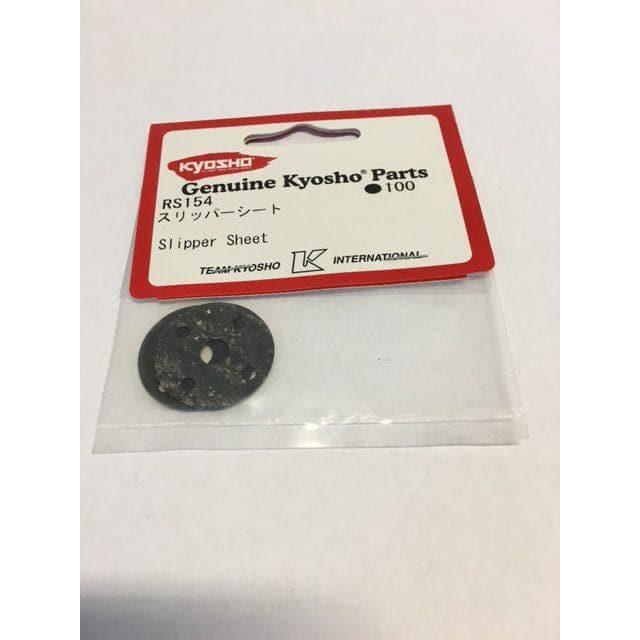 KYOSHO
Genuine Kyosho® Parts
RS154 ●100
スリッパーシート
Slipper Sheet
TEAM KYOSHO K INTERNATIONAL